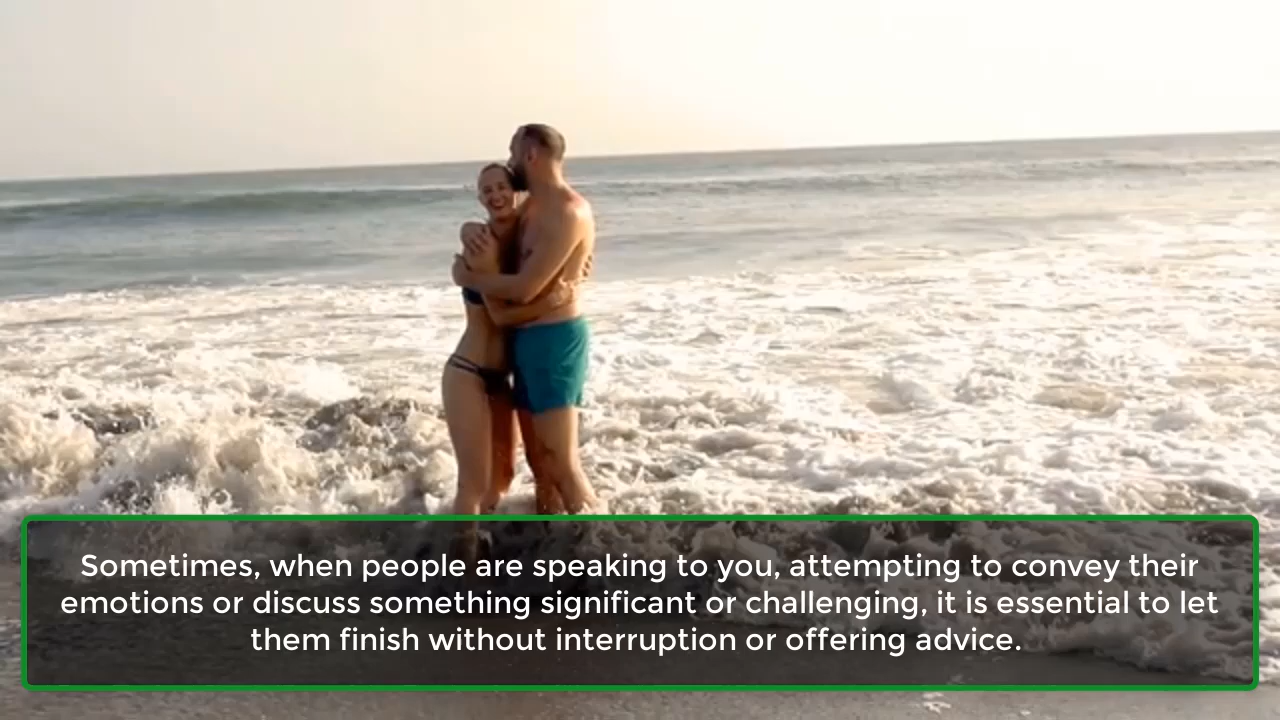 Sometimes, when people are speaking to you, attempting to convey their
emotions or discuss something significant or challenging, it is essential to let
them finish without interruption or offering advice.